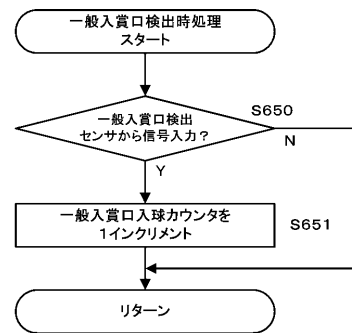 一般入賞口検出時処理
スタート
S650
一般入賞口検出
センサから信号入力？
N
Y
一般入賞口入球カウンタを
1インクリメント
S651
リターン